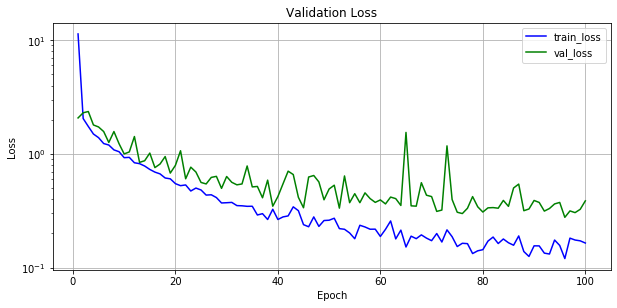 Validation Loss
train_loss
val_loss
Loss
10¹
10⁰
10⁻¹
0 20 40 60 80 100
Epoch